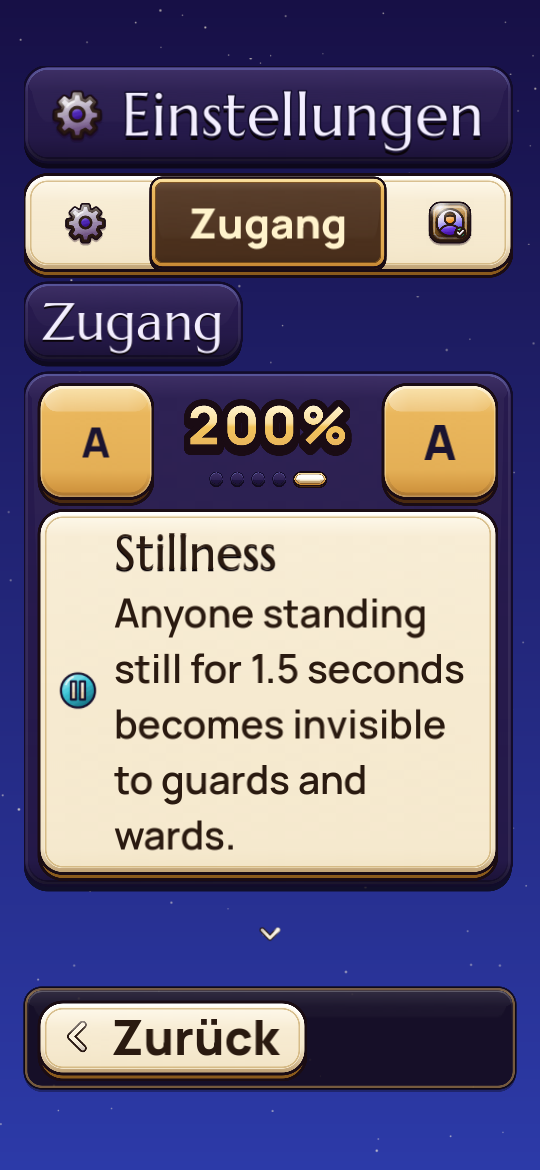 Einstellungen
Zugang
Zugang
A
200%
A
Stillness
Anyone standing
still for 1.5 seconds
becomes invisible
to guards and
wards.
Zurück